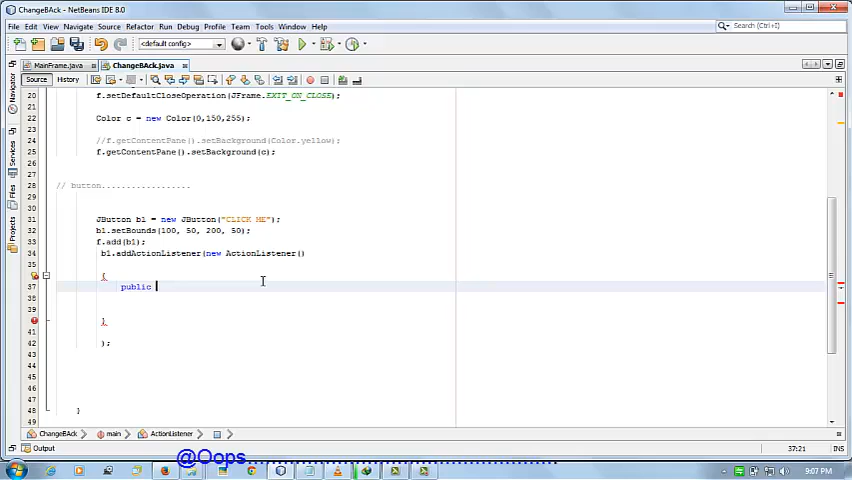 ChangeBAck - NetBeans IDE 8.0
File Edit View Navigate Source Refactor Run Debug Profile Team Tools Window Help
Search (Ctrl+I)
<default config>
MainFrame.java ChangeBAck.java
Source History
Navigator
Services
Files
Projects
20 f.setDefaultCloseOperation(JFrame.EXIT_ON_CLOSE);
21
22 Color c = new Color(0,150,255);
23
24 //f.getContentPane().setBackground(Color.yellow);
25 f.getContentPane().setBackground(c);
26
27
28 // button..................
29
30
31 JButton b1 = new JButton("CLICK ME");
32 b1.setBounds(100, 50, 200, 50);
33 f.add(b1);
34 b1.addActionListener(new ActionListener()
35
{
37 public
38
39
}
41
42 );
43
44
45
46
47
48 }
49
ChangeBAck main ActionListener
Output
37:21
@Oops..........................................................
9:07 PM